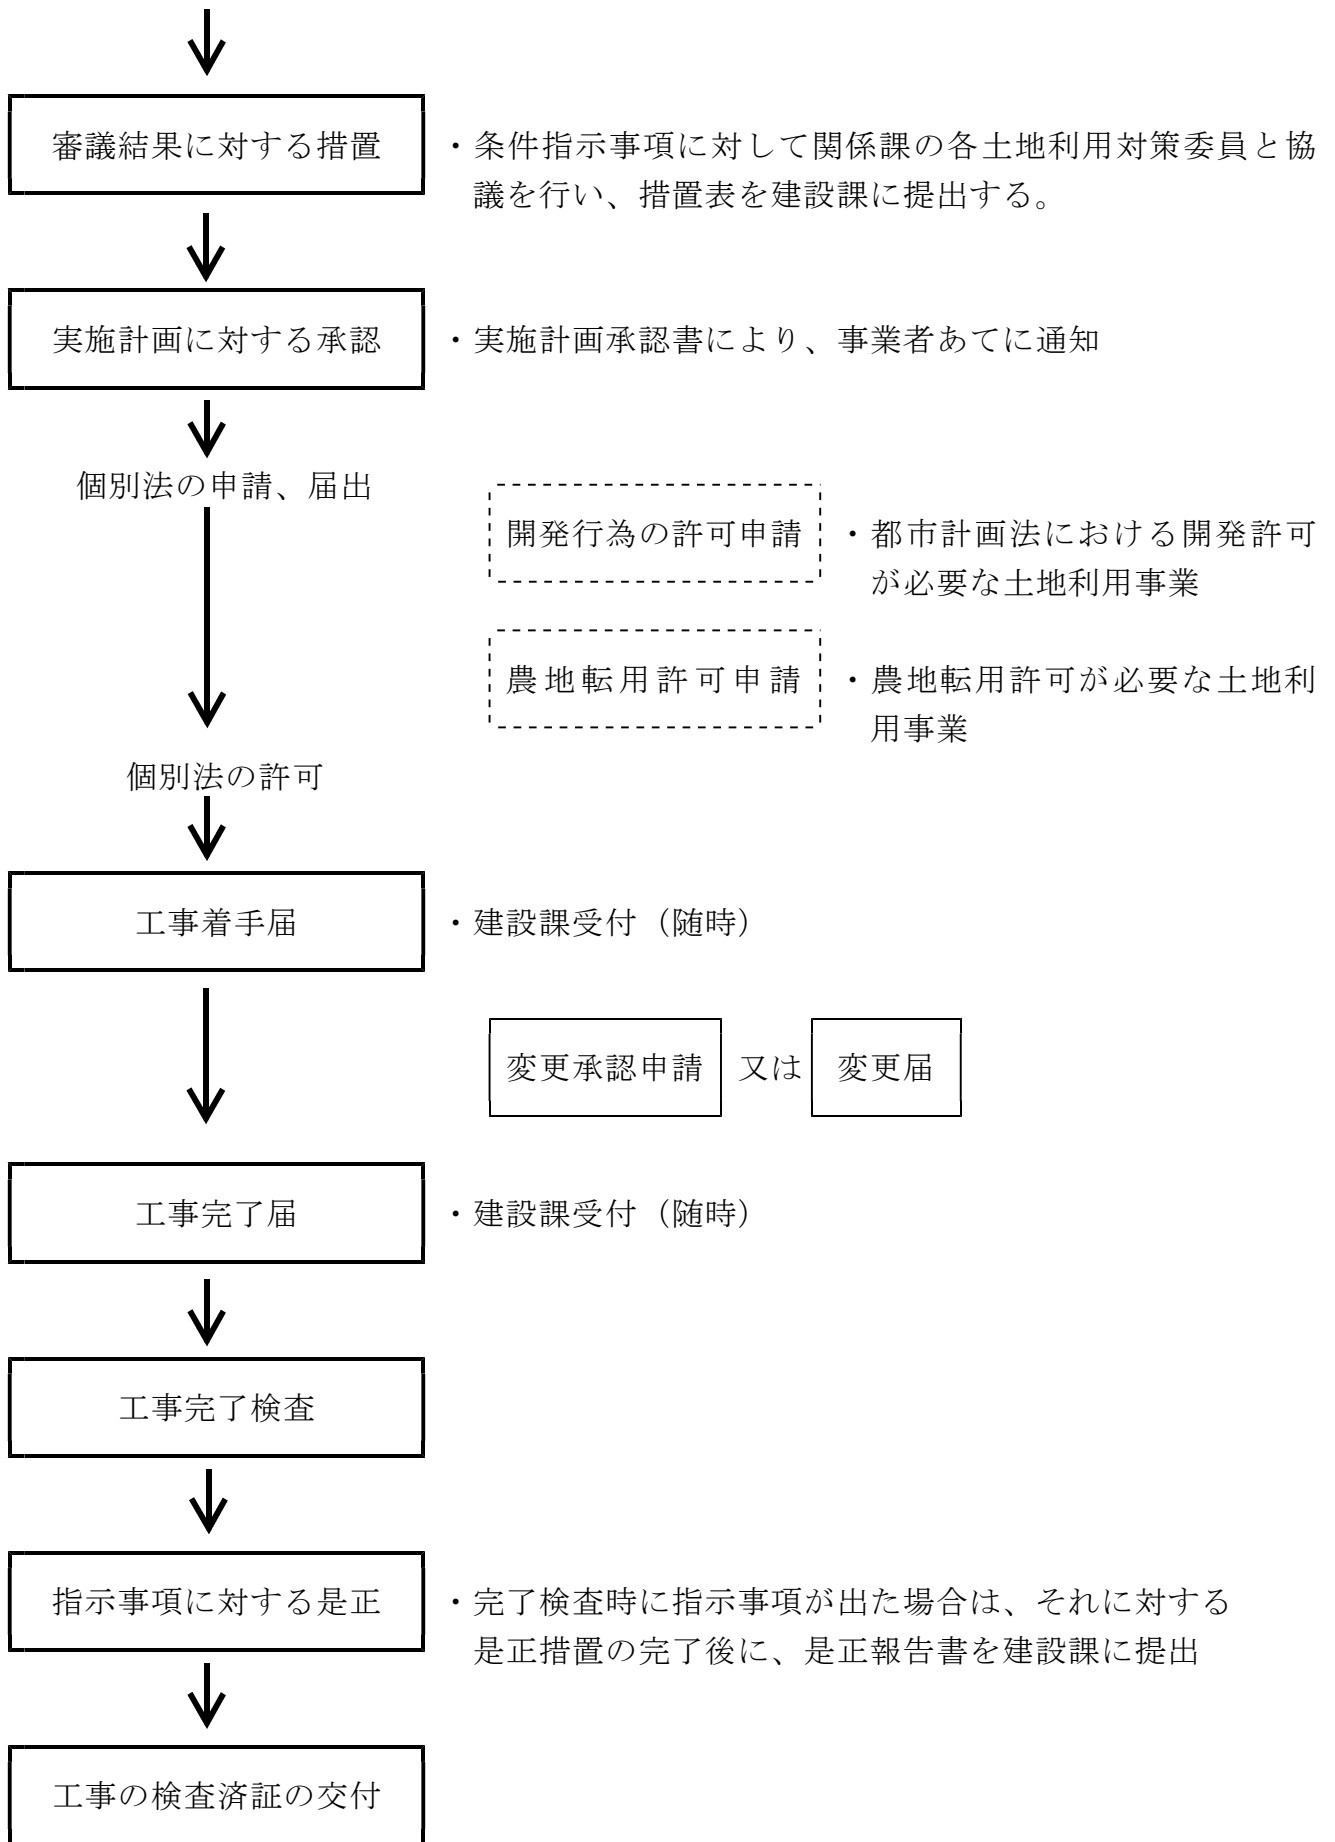 審議結果に対する措置
・条件指示事項に対して関係課の各土地利用対策委員と協
議を行い、措置表を建設課に提出する。
実施計画に対する承認
・実施計画承認書により、事業者あてに通知
個別法の申請、届出
開発行為の許可申請
・都市計画法における開発許可
が必要な土地利用事業
農地転用許可申請
・農地転用許可が必要な土地利
用事業
個別法の許可
工事着手届
・建設課受付（随時）
変更承認申請 又は 変更届
工事完了届
・建設課受付（随時）
工事完了検査
指示事項に対する是正
・完了検査時に指示事項が出た場合は、それに対する
是正措置の完了後に、是正報告書を建設課に提出
工事の検査済証の交付